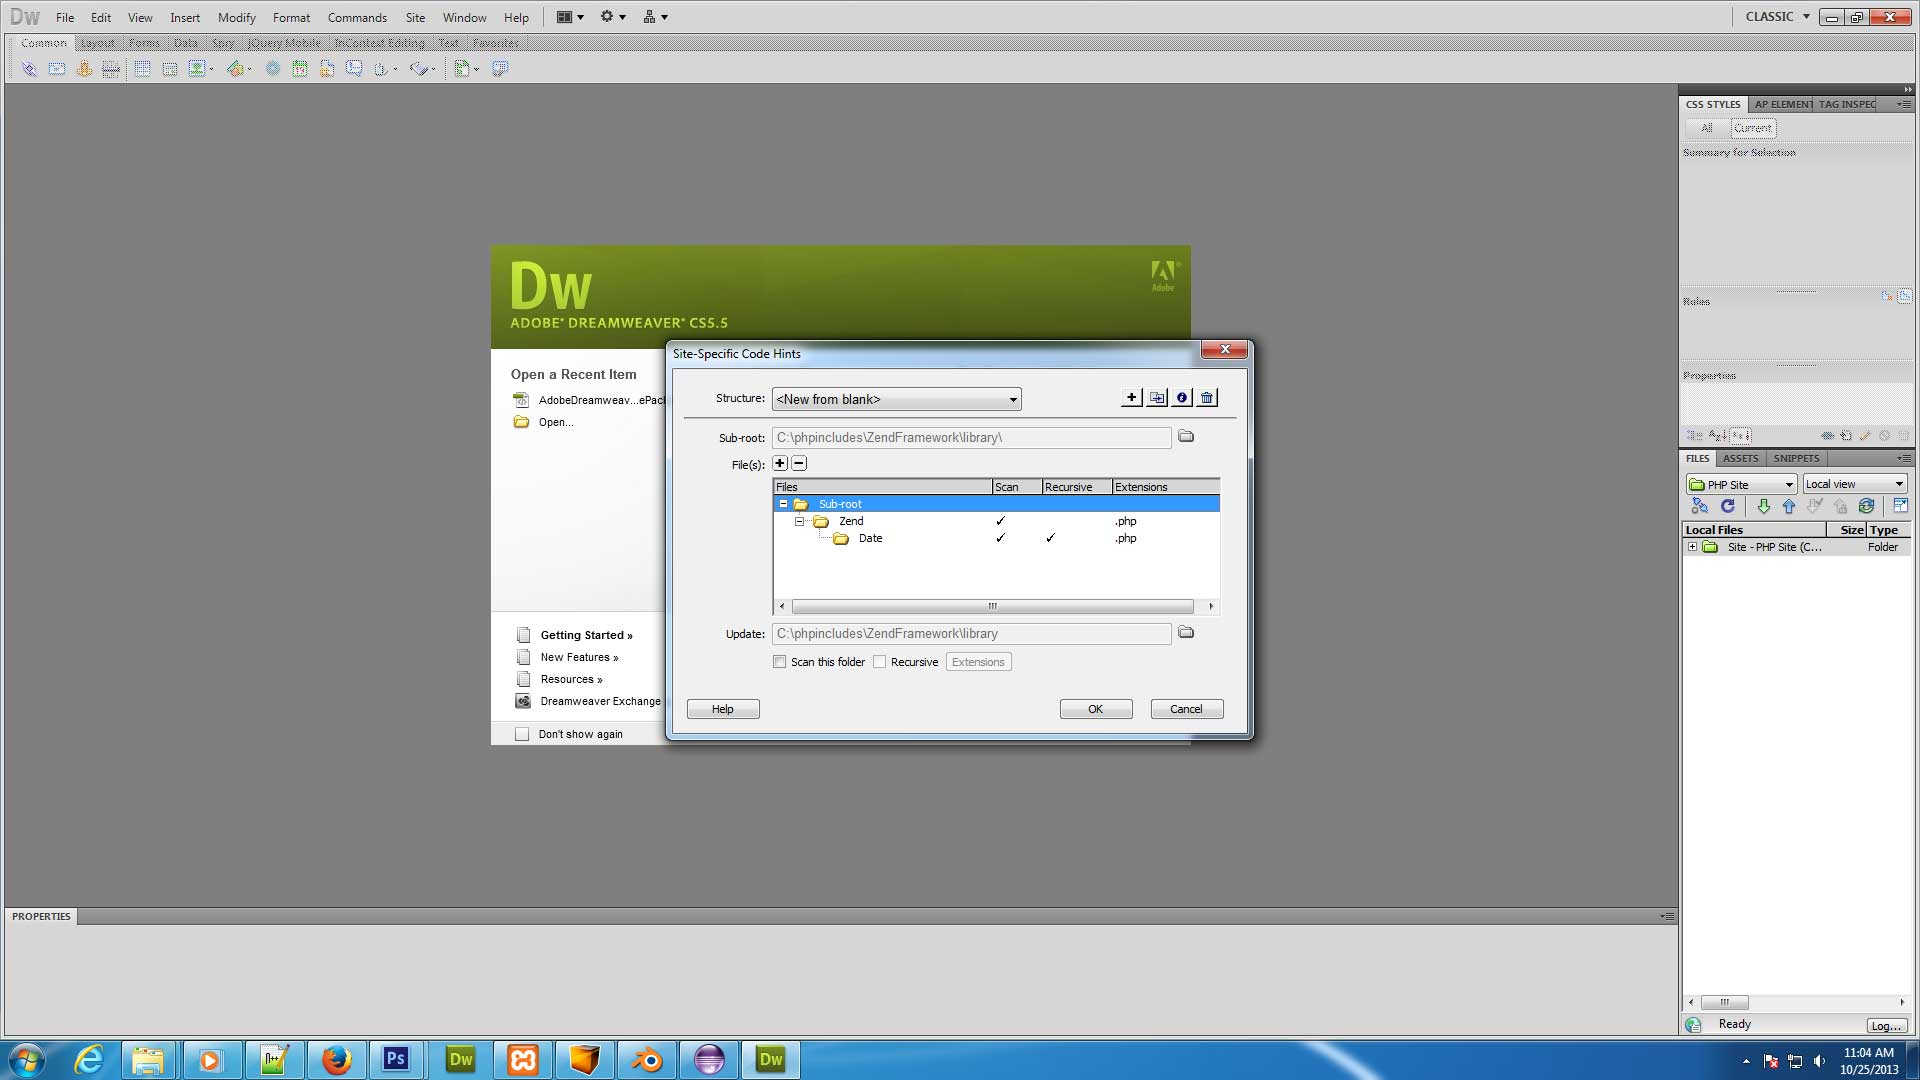 Dw File Edit View Insert Modify Format Commands Site Window Help CLASSIC
Common Layout Forms Data Spry jQuery Mobile InContext Editing Text Favorites
CSS STYLES AP ELEMENT TAG INSPEC
All Current
Summary for Selection
Rules
Properties
Dw
Adobe
ADOBE® DREAMWEAVER® CS5.5
Open a Recent Item
AdobeDreamweav...ePac
Open...
Getting Started »
New Features »
Resources »
Dreamweaver Exchange
Don't show again
Site-Specific Code Hints
Structure: <New from blank>
Sub-root: C:\phpincludes\ZendFramework\library\
File(s):
Files Scan Recursive Extensions
Sub-root
Zend ✓ .php
Date ✓ ✓ .php
Update: C:\phpincludes\ZendFramework\library
Scan this folder Recursive Extensions
Help OK Cancel
FILES ASSETS SNIPPETS
PHP Site Local view
Local Files Size Type
Site - PHP Site (C... Folder
Ready Log...
PROPERTIES
Ps Dw Dw
11:04 AM
10/25/2013